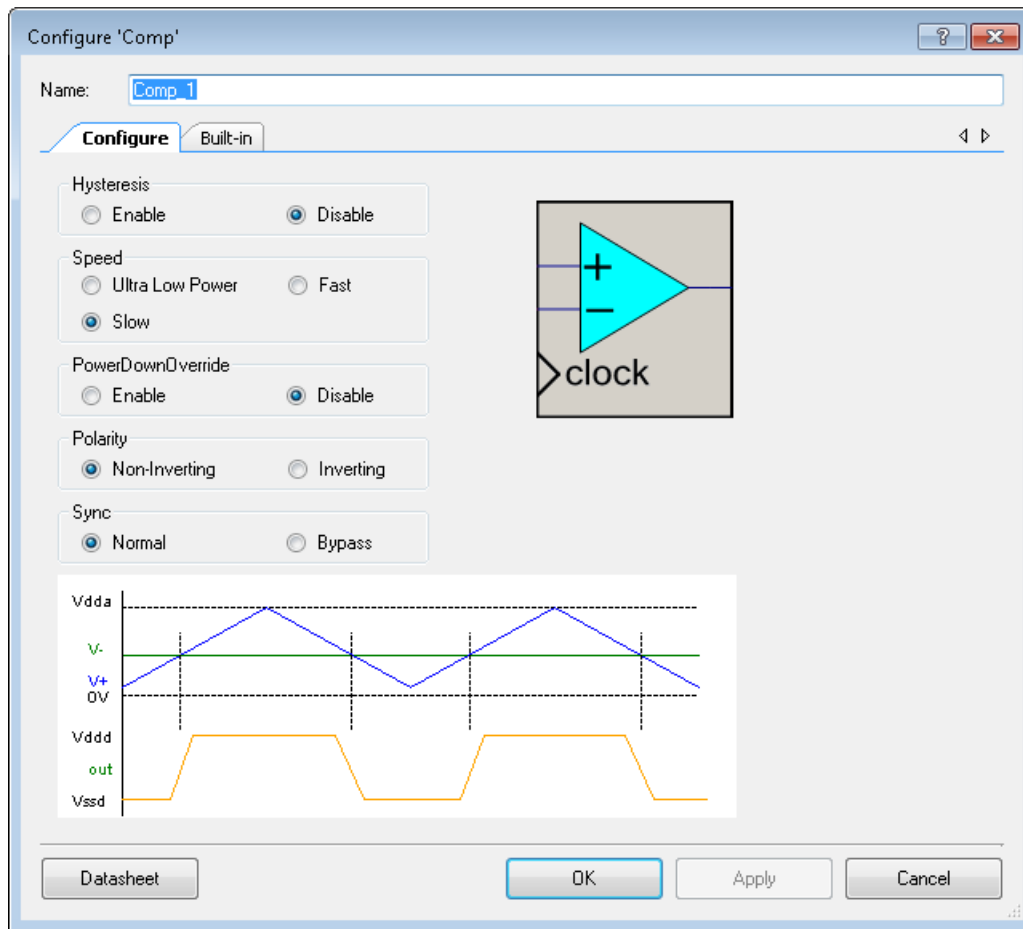 Configure 'Comp'
?
Name: Comp_1
Configure Built-in
Hysteresis
Enable Disable
Speed
Ultra Low Power Fast
Slow
PowerDownOverride
Enable Disable
Polarity
Non-Inverting Inverting
Sync
Normal Bypass
+
−
clock
Vdda
V-
V+
0V
Vddd
out
Vssd
Datasheet OK Apply Cancel